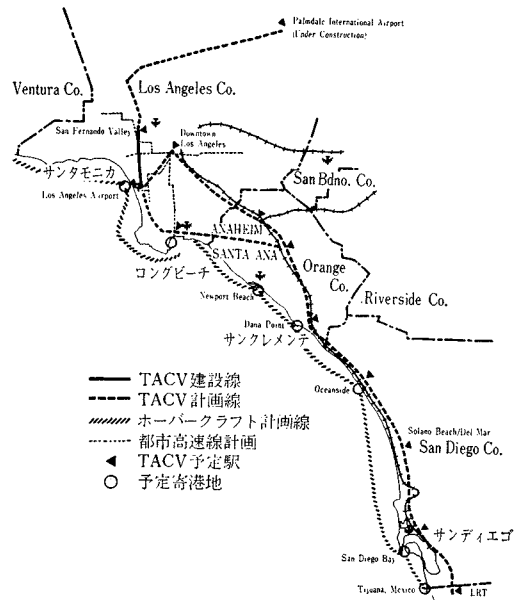 Palmdale International Airport
(Under Construction)
Ventura Co.
Los Angeles Co.
San Fernando Valley
Downtown
Los Angeles
サンタモニカ
Los Angeles Airport
San Bdno. Co.
ANAHEIM
SANTA ANA
Orange
Co.
ロングビーチ
Riverside Co.
Newport Beach
Dana Point
サンクレメンテ
Oceanside
TACV建設線
TACV計画線
ホーバークラフト計画線
都市高速線計画
TACV予定駅
予定寄港地
Solano Beach/Del Mar
San Diego Co.
サンディエゴ
San Diego Bay
Tijuana, Mexico
LRT